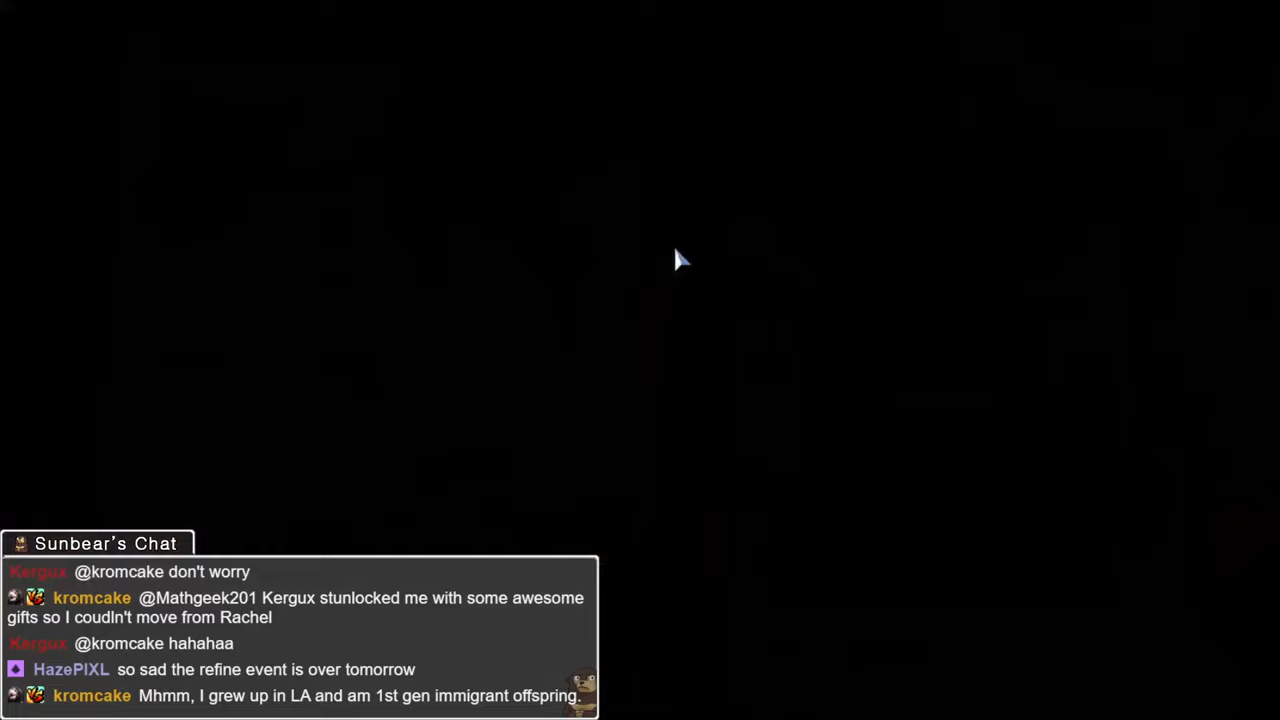 Sunbear's Chat
Kergux @kromcake don't worry
kromcake @Mathgeek201 Kergux stunlocked me with some awesome
gifts so I coudln't move from Rachel
Kergux @kromcake hahahaa
HazePIXL so sad the refine event is over tomorrow
kromcake Mhmm, I grew up in LA and am 1st gen immigrant offspring.